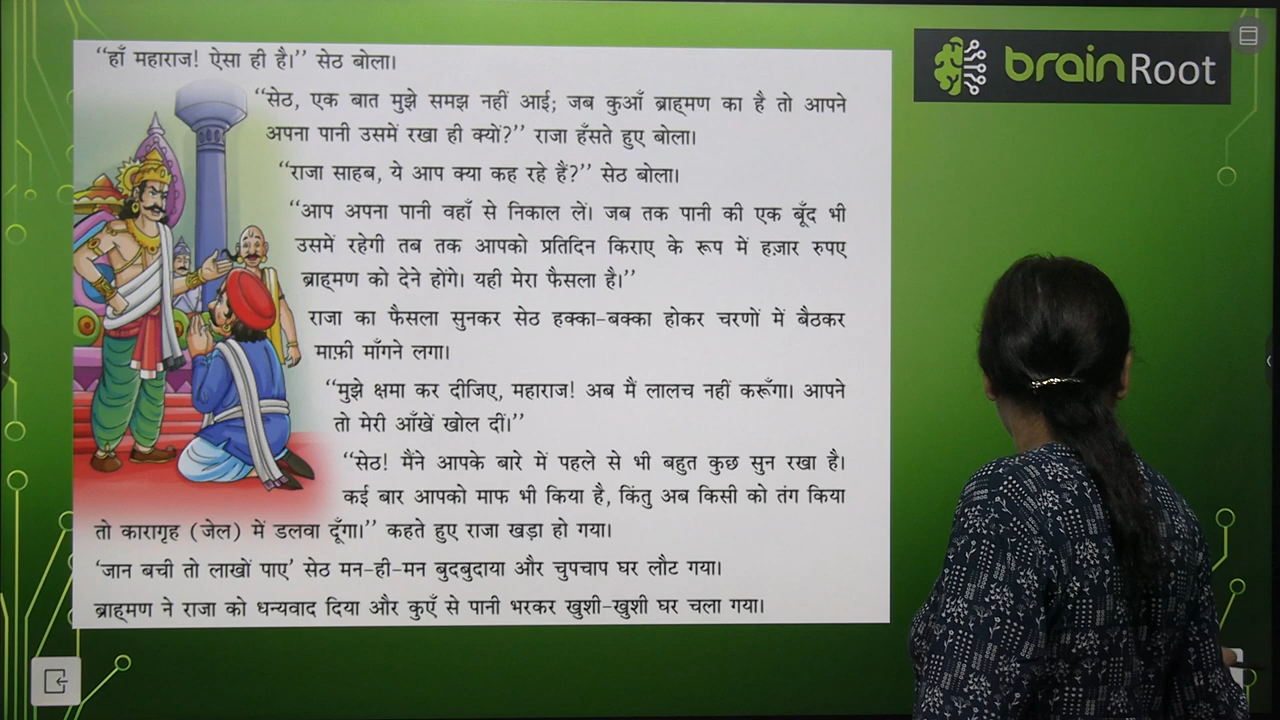 “हाँ महाराज! ऐसा ही है।” सेठ बोला।
“सेठ, एक बात मुझे समझ नहीं आई; जब कुआँ ब्राह्मण का है तो आपने
अपना पानी उसमें रखा ही क्यों?” राजा हँसते हुए बोला।
“राजा साहब, ये आप क्या कह रहे हैं?” सेठ बोला।
“आप अपना पानी वहाँ से निकाल लें। जब तक पानी की एक बूँद भी
उसमें रहेगी तब तक आपको प्रतिदिन किराए के रूप में हज़ार रुपए
ब्राह्मण को देने होंगे। यही मेरा फैसला है।”
राजा का फैसला सुनकर सेठ हक्का-बक्का होकर चरणों में बैठकर
माफ़ी माँगने लगा।
“मुझे क्षमा कर दीजिए, महाराज! अब मैं लालच नहीं करूँगा। आपने
तो मेरी आँखें खोल दीं।”
“सेठ! मैंने आपके बारे में पहले से भी बहुत कुछ सुन रखा है।
कई बार आपको माफ भी किया है, किंतु अब किसी को तंग किया
तो कारागृह (जेल) में डलवा दूँगा।” कहते हुए राजा खड़ा हो गया।
‘जान बची तो लाखों पाए’ सेठ मन-ही-मन बुदबुदाया और चुपचाप घर लौट गया।
ब्राह्मण ने राजा को धन्यवाद दिया और कुएँ से पानी भरकर खुशी-खुशी घर चला गया।
brain Root